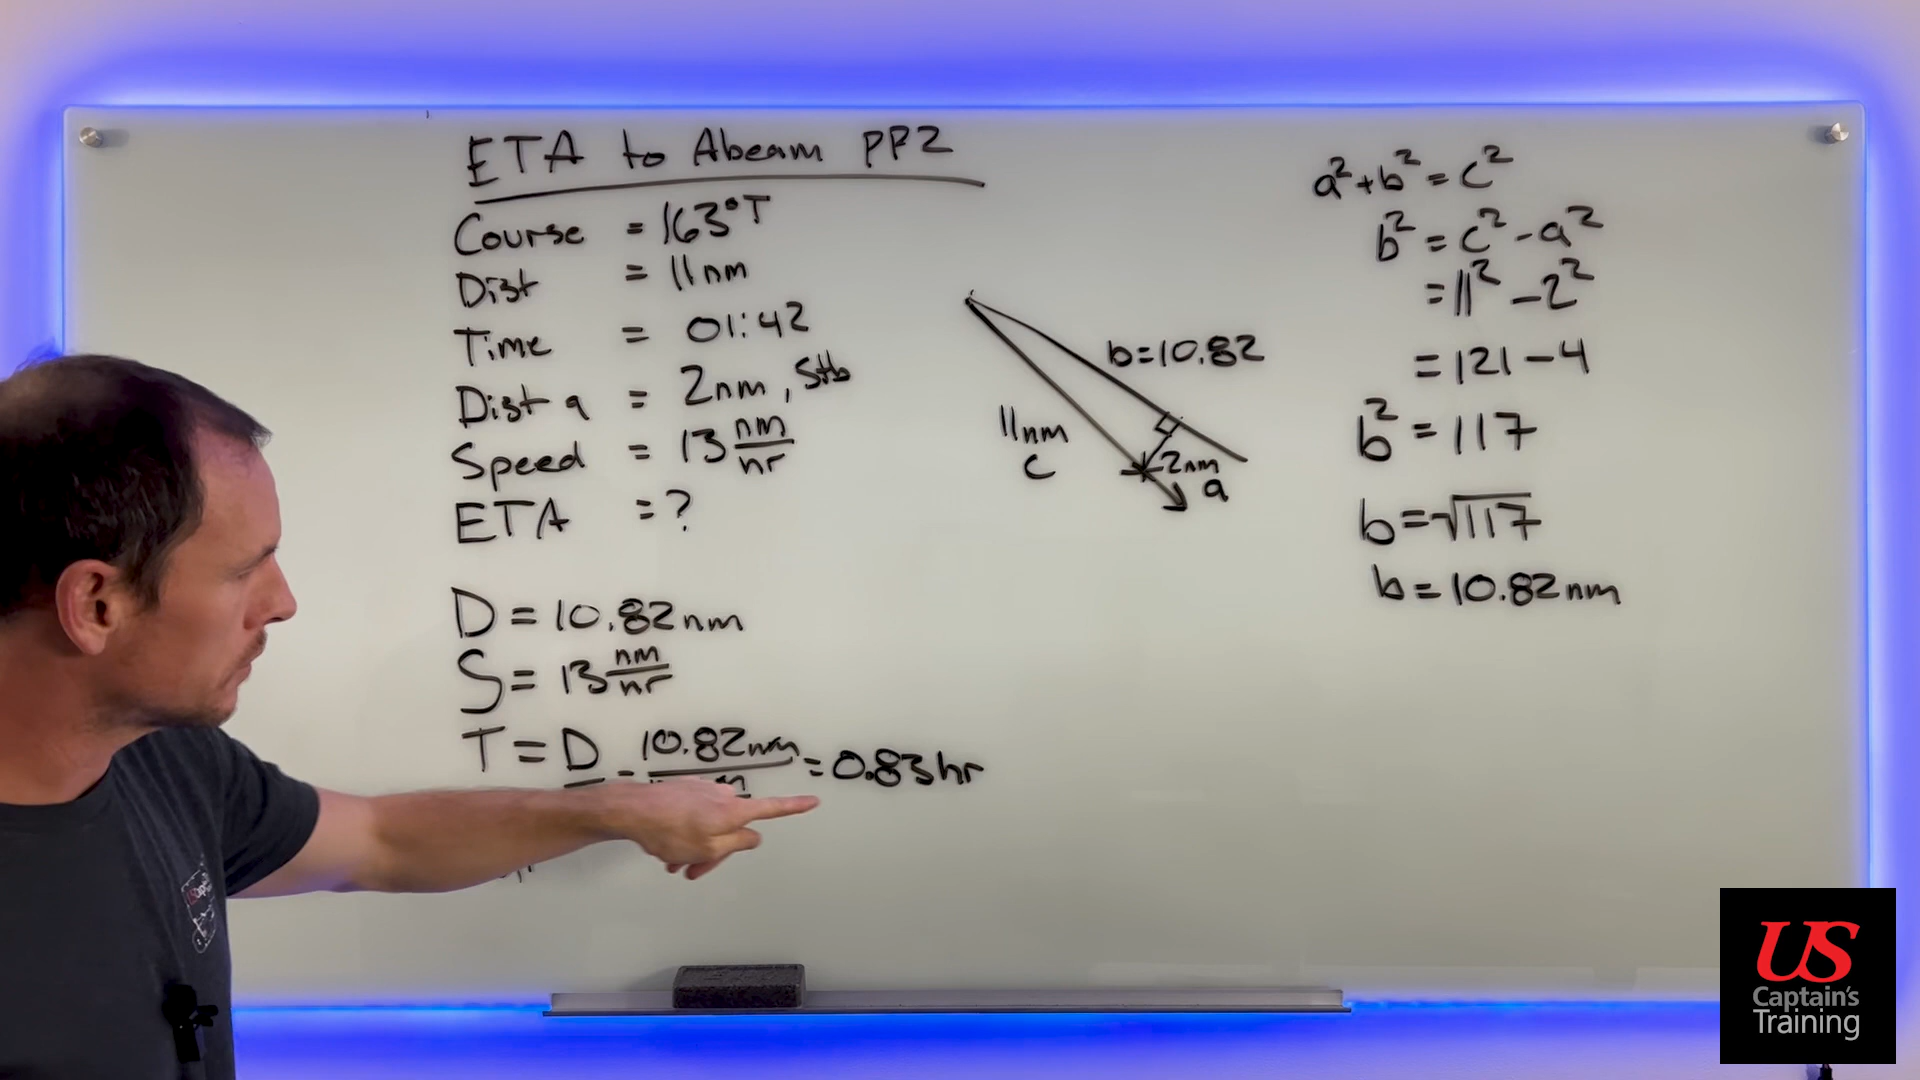 ETA to Abeam PP2
Course = 163°T
Dist = 11nm
Time = 01:42
Dist a = 2nm, Stb
Speed = 13 nm/hr
ETA = ?
D = 10.82nm
S = 13 nm/hr
T = D = 10.82nm = 0.83hr
b=10.82
11nm
c
2nm
a
a²+b²=c²
b²=c²-a²
=11²-2²
=121-4
b²=117
b=√117
b=10.82nm
US
Captain's
Training